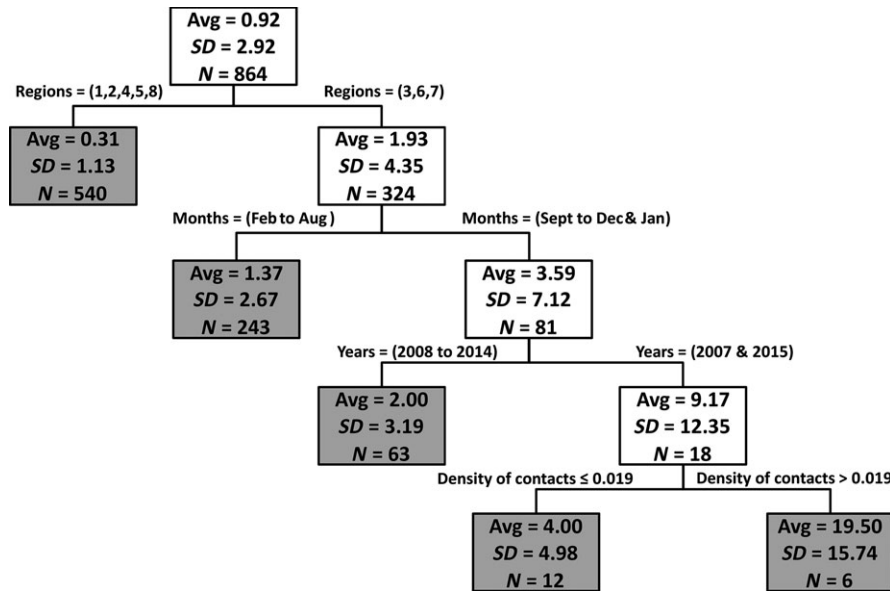 Avg = 0.92
SD = 2.92
N = 864
Regions = (1,2,4,5,8)
Regions = (3,6,7)
Avg = 0.31
SD = 1.13
N = 540
Avg = 1.93
SD = 4.35
N = 324
Months = (Feb to Aug)
Months = (Sept to Dec & Jan)
Avg = 1.37
SD = 2.67
N = 243
Avg = 3.59
SD = 7.12
N = 81
Years = (2008 to 2014)
Years = (2007 & 2015)
Avg = 2.00
SD = 3.19
N = 63
Avg = 9.17
SD = 12.35
N = 18
Density of contacts ≤ 0.019
Density of contacts > 0.019
Avg = 4.00
SD = 4.98
N = 12
Avg = 19.50
SD = 15.74
N = 6